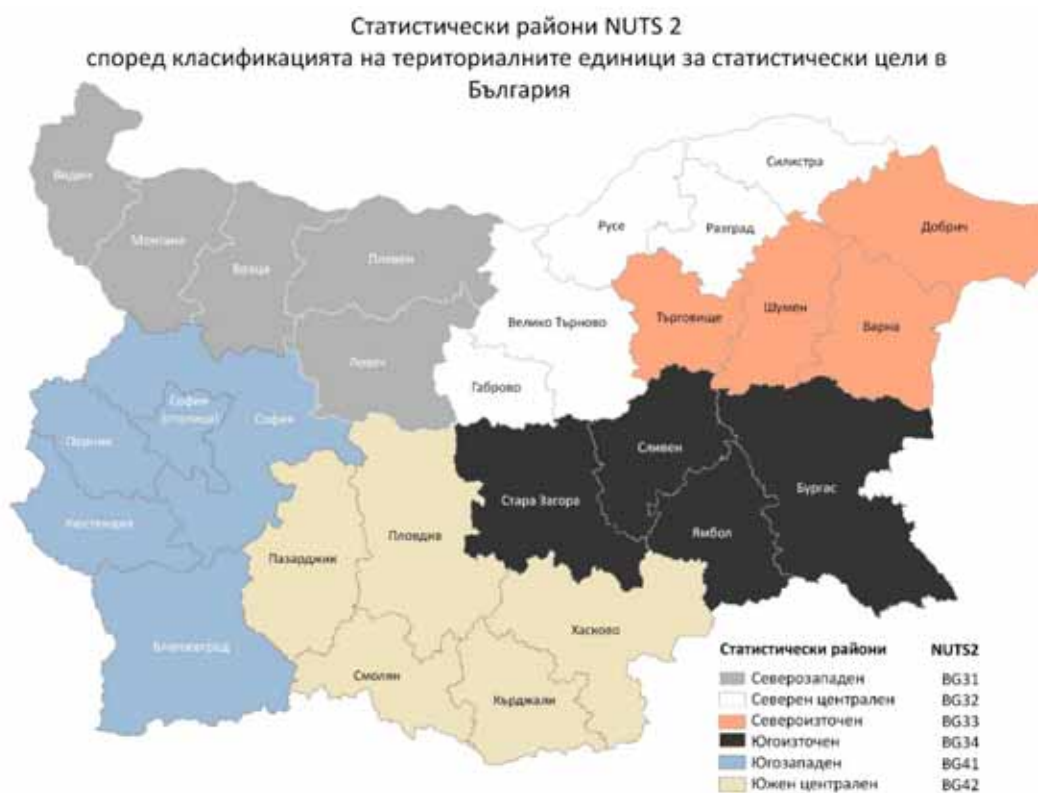 Статистически райони NUTS 2
според класификацията на териториалните единици за статистически цели в
България
Силистра
Видин
Русе
Разград
Добрич
Монтана
Враца
Плевен
Велико Търново
Търговище
Шумен
Варна
Ловеч
Габрово
София
(столица)
София
Перник
Сливен
Бургас
Стара Загора
Кюстендил
Ямбол
Пловдив
Пазарджик
Хасково
Благоевград
Смолян
Кърджали
Статистически райони NUTS2
Северозападен BG31
Северен централен BG32
Североизточен BG33
Югоизточен BG34
Югозападен BG41
Южен централен BG42